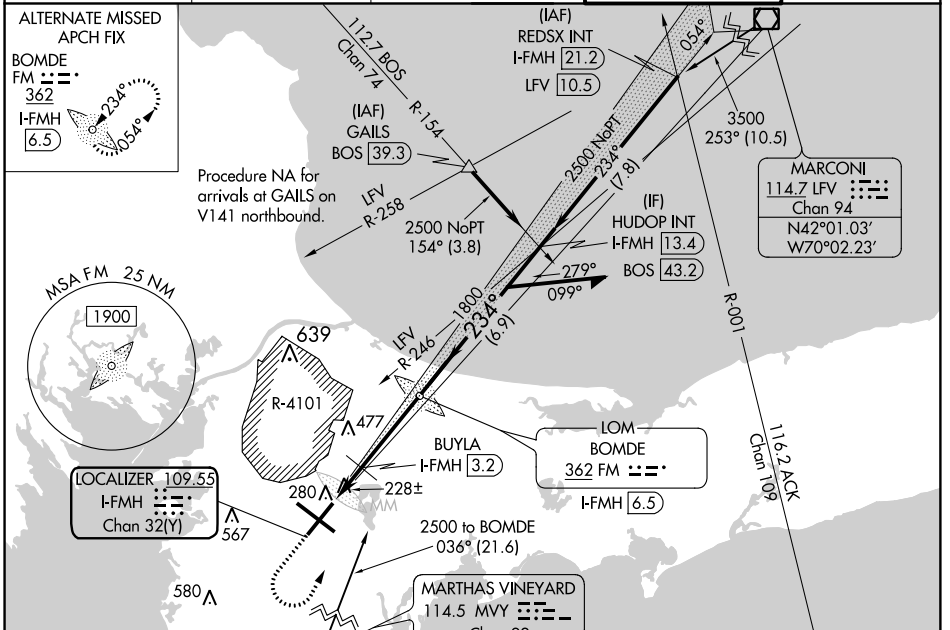 ALTERNATE MISSED
APCH FIX
BOMDE
FM
362
I-FMH
6.5
234°
054°
112.7 BOS
Chan 74
R-154
(IAF)
REDSX INT
I-FMH 21.2
LFV 10.5
054°
3500
253° (10.5)
(IAF)
GAILS
BOS 39.3
Procedure NA for
arrivals at GAILS on
V141 northbound.
LFV
R-258
2500 NoPT
154° (3.8)
2500 NoPT
234°
(7.8)
(IF)
HUDOP INT
I-FMH 13.4
BOS 43.2
MARCONI
114.7 LFV
Chan 94
N42°01.03'
W70°02.23'
279°
099°
R-001
116.2 ACK
Chan 109
MSA FM 25 NM
1900
1800
234°
(6.9)
LFV
R-246
639
R-4101
477
BUYLA
I-FMH 3.2
LOM
BOMDE
362 FM
I-FMH 6.5
LOCALIZER 109.55
I-FMH
Chan 32(Y)
280
228±
MM
567
2500 to BOMDE
036° (21.6)
580
MARTHAS VINEYARD
114.5 MVY